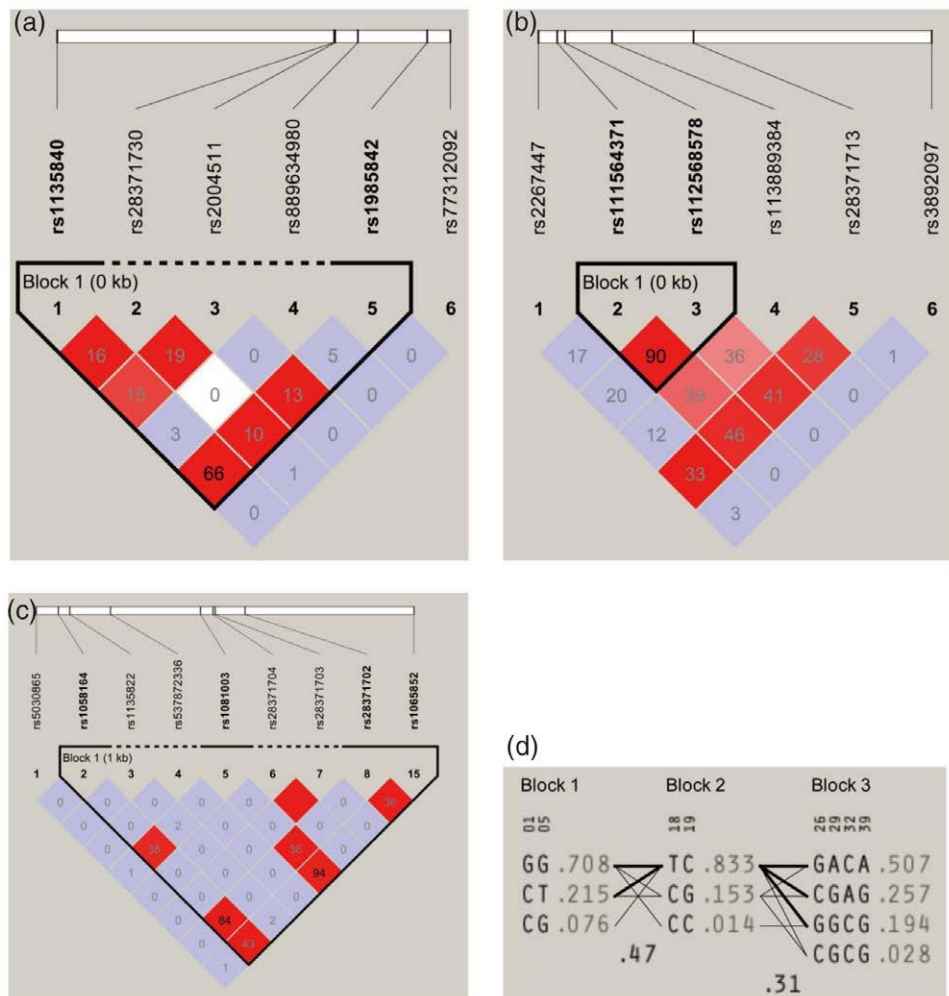 (a)
rs1135840
rs28371730
rs2004511
rs889634980
rs1985842
rs77312092
Block 1 (0 kb)
1 2 3 4 5 6
16 19 0 5 0
15 0 13 0
3 10 0
66 1
0
(b)
rs2267447
rs111564371
rs112568578
rs113889384
rs28371713
rs3892097
Block 1 (0 kb)
1 2 3 4 5 6
17 90 36 28 1
20 39 41 0
12 46 0
33 0
3
(c)
rs5030865
rs1058164
rs1135822
rs537872336
rs1081003
rs28371704
rs28371703
rs28371702
rs1065852
Block 1 (1 kb)
1 2 3 4 5 6 7 8 15
0 0 0 0 0 0 30
0 0 2 0 0 0 0
0 38 0 0 36 0
1 0 0 0 94
0 0 0 0
0 84 2
0 43
1
(d)
Block 1 Block 2 Block 3
01 05 18 19 26 29 32 39
GG .708 TC .833 GACA .507
CT .215 CG .153 CGAG .257
CG .076 CC .014 GGCG .194
CGCG .028
.47
.31